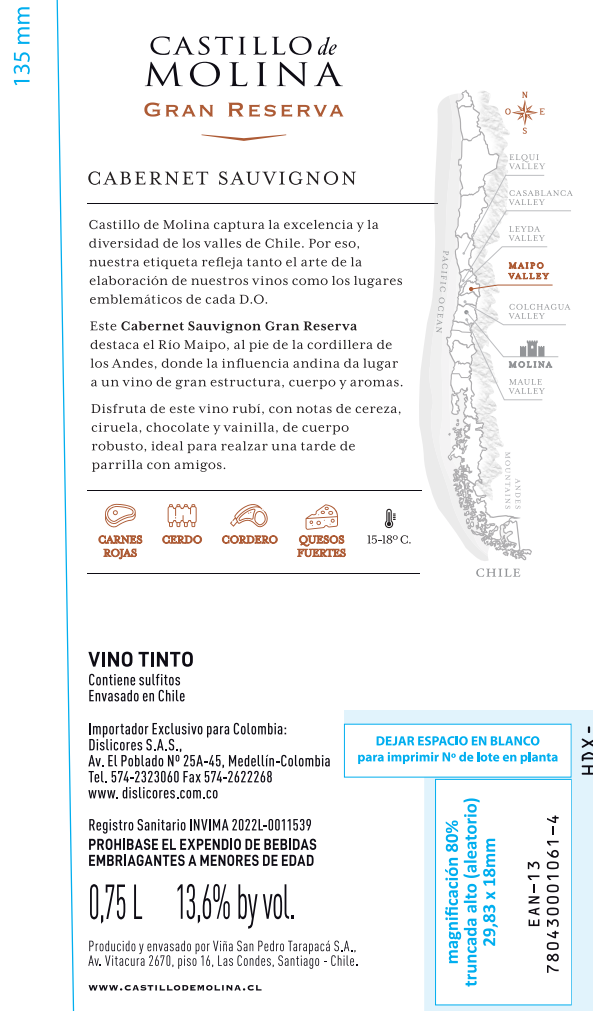 135 mm
CASTILLO de
MOLINA
GRAN RESERVA
CABERNET SAUVIGNON
Castillo de Molina captura la excelencia y la
diversidad de los valles de Chile. Por eso,
nuestra etiqueta refleja tanto el arte de la
elaboración de nuestros vinos como los lugares
emblemáticos de cada D.O.
Este Cabernet Sauvignon Gran Reserva
destaca el Río Maipo, al pie de la cordillera de
los Andes, donde la influencia andina da lugar
a un vino de gran estructura, cuerpo y aromas.
Disfruta de este vino rubí, con notas de cereza,
ciruela, chocolate y vainilla, de cuerpo
robusto, ideal para realzar una tarde de
parrilla con amigos.
CARNES
ROJAS
CERDO
CORDERO
QUESOS
FUERTES
15-18º C.
N
O
E
S
ELQUI
VALLEY
CASABLANCA
VALLEY
LEYDA
VALLEY
MAIPO
VALLEY
COLCHAGUA
VALLEY
MOLINA
MAULE
VALLEY
PACIFIC OCEAN
ANDES
MOUNTAINS
CHILE
VINO TINTO
Contiene sulfitos
Envasado en Chile
Importador Exclusivo para Colombia:
Dislicores S.A.S.,
Av. El Poblado Nº 25A-45, Medellín-Colombia
Tel. 574-2323060 Fax 574-2622268
www. dislicores.com.co
Registro Sanitario INVIMA 2022L-0011539
PROHIBASE EL EXPENDIO DE BEBIDAS
EMBRIAGANTES A MENORES DE EDAD
0,75 L 13,6% by vol.
Producido y envasado por Viña San Pedro Tarapacá S.A.,
Av. Vitacura 2670, piso 16, Las Condes, Santiago - Chile.
WWW.CASTILLODEMOLINA.CL
DEJAR ESPACIO EN BLANCO
para imprimir Nº de lote en planta
magnificación 80%
truncada alto (aleatorio)
29,83 x 18mm
EAN-13
780430001061-4